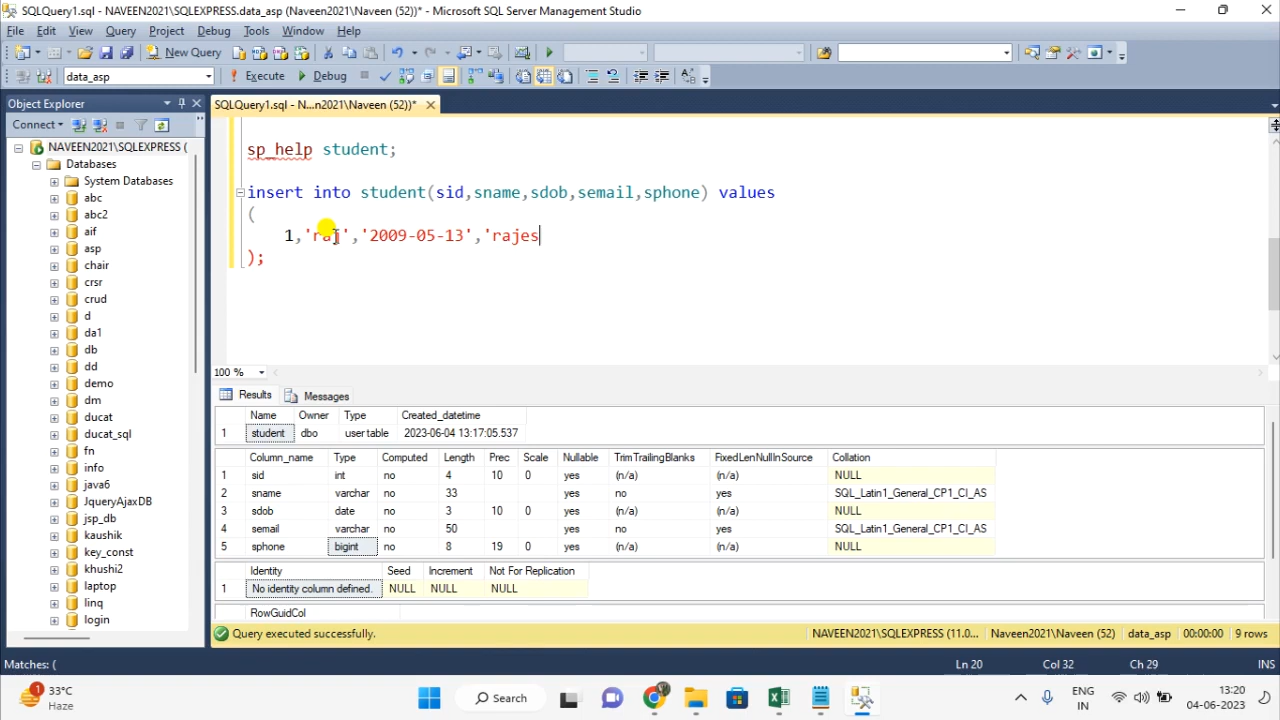 SQLQuery1.sql - NAVEEN2021\SQLEXPRESS.data_asp (Naveen2021\Naveen (52))* - Microsoft SQL Server Management Studio
File Edit View Query Project Debug Tools Window Help
New Query
data_asp Execute Debug
Object Explorer
SQLQuery1.sql - N...n2021\Naveen (52))*
Connect
NAVEEN2021\SQLEXPRESS (
Databases
System Databases
abc
abc2
aif
asp
chair
crsr
crud
d
da1
db
dd
demo
dm
ducat
ducat_sql
fn
info
java6
JqueryAjaxDB
jsp_db
kaushik
key_const
khushi2
laptop
linq
login
sp_help student;
insert into student(sid,sname,sdob,semail,sphone) values
(
1,'raj','2009-05-13','rajes
);
100 %
Results Messages
Name Owner Type Created_datetime
1 student dbo user table 2023-06-04 13:17:05.537
Column_name Type Computed Length Prec Scale Nullable TrimTrailingBlanks FixedLenNullInSource Collation
1 sid int no 4 10 0 yes (n/a) (n/a) NULL
2 sname varchar no 33 yes no yes SQL_Latin1_General_CP1_CI_AS
3 sdob date no 3 10 0 yes (n/a) (n/a) NULL
4 semail varchar no 50 yes no yes SQL_Latin1_General_CP1_CI_AS
5 sphone bigint no 8 19 0 yes (n/a) (n/a) NULL
Identity Seed Increment Not For Replication
1 No identity column defined. NULL NULL NULL
RowGuidCol
Query executed successfully. NAVEEN2021\SQLEXPRESS (11.0... Naveen2021\Naveen (52) data_asp 00:00:00 9 rows
Matches: ( Ln 20 Col 32 Ch 29 INS
1
33°C
Haze
Search
ENG
IN
13:20
04-06-2023